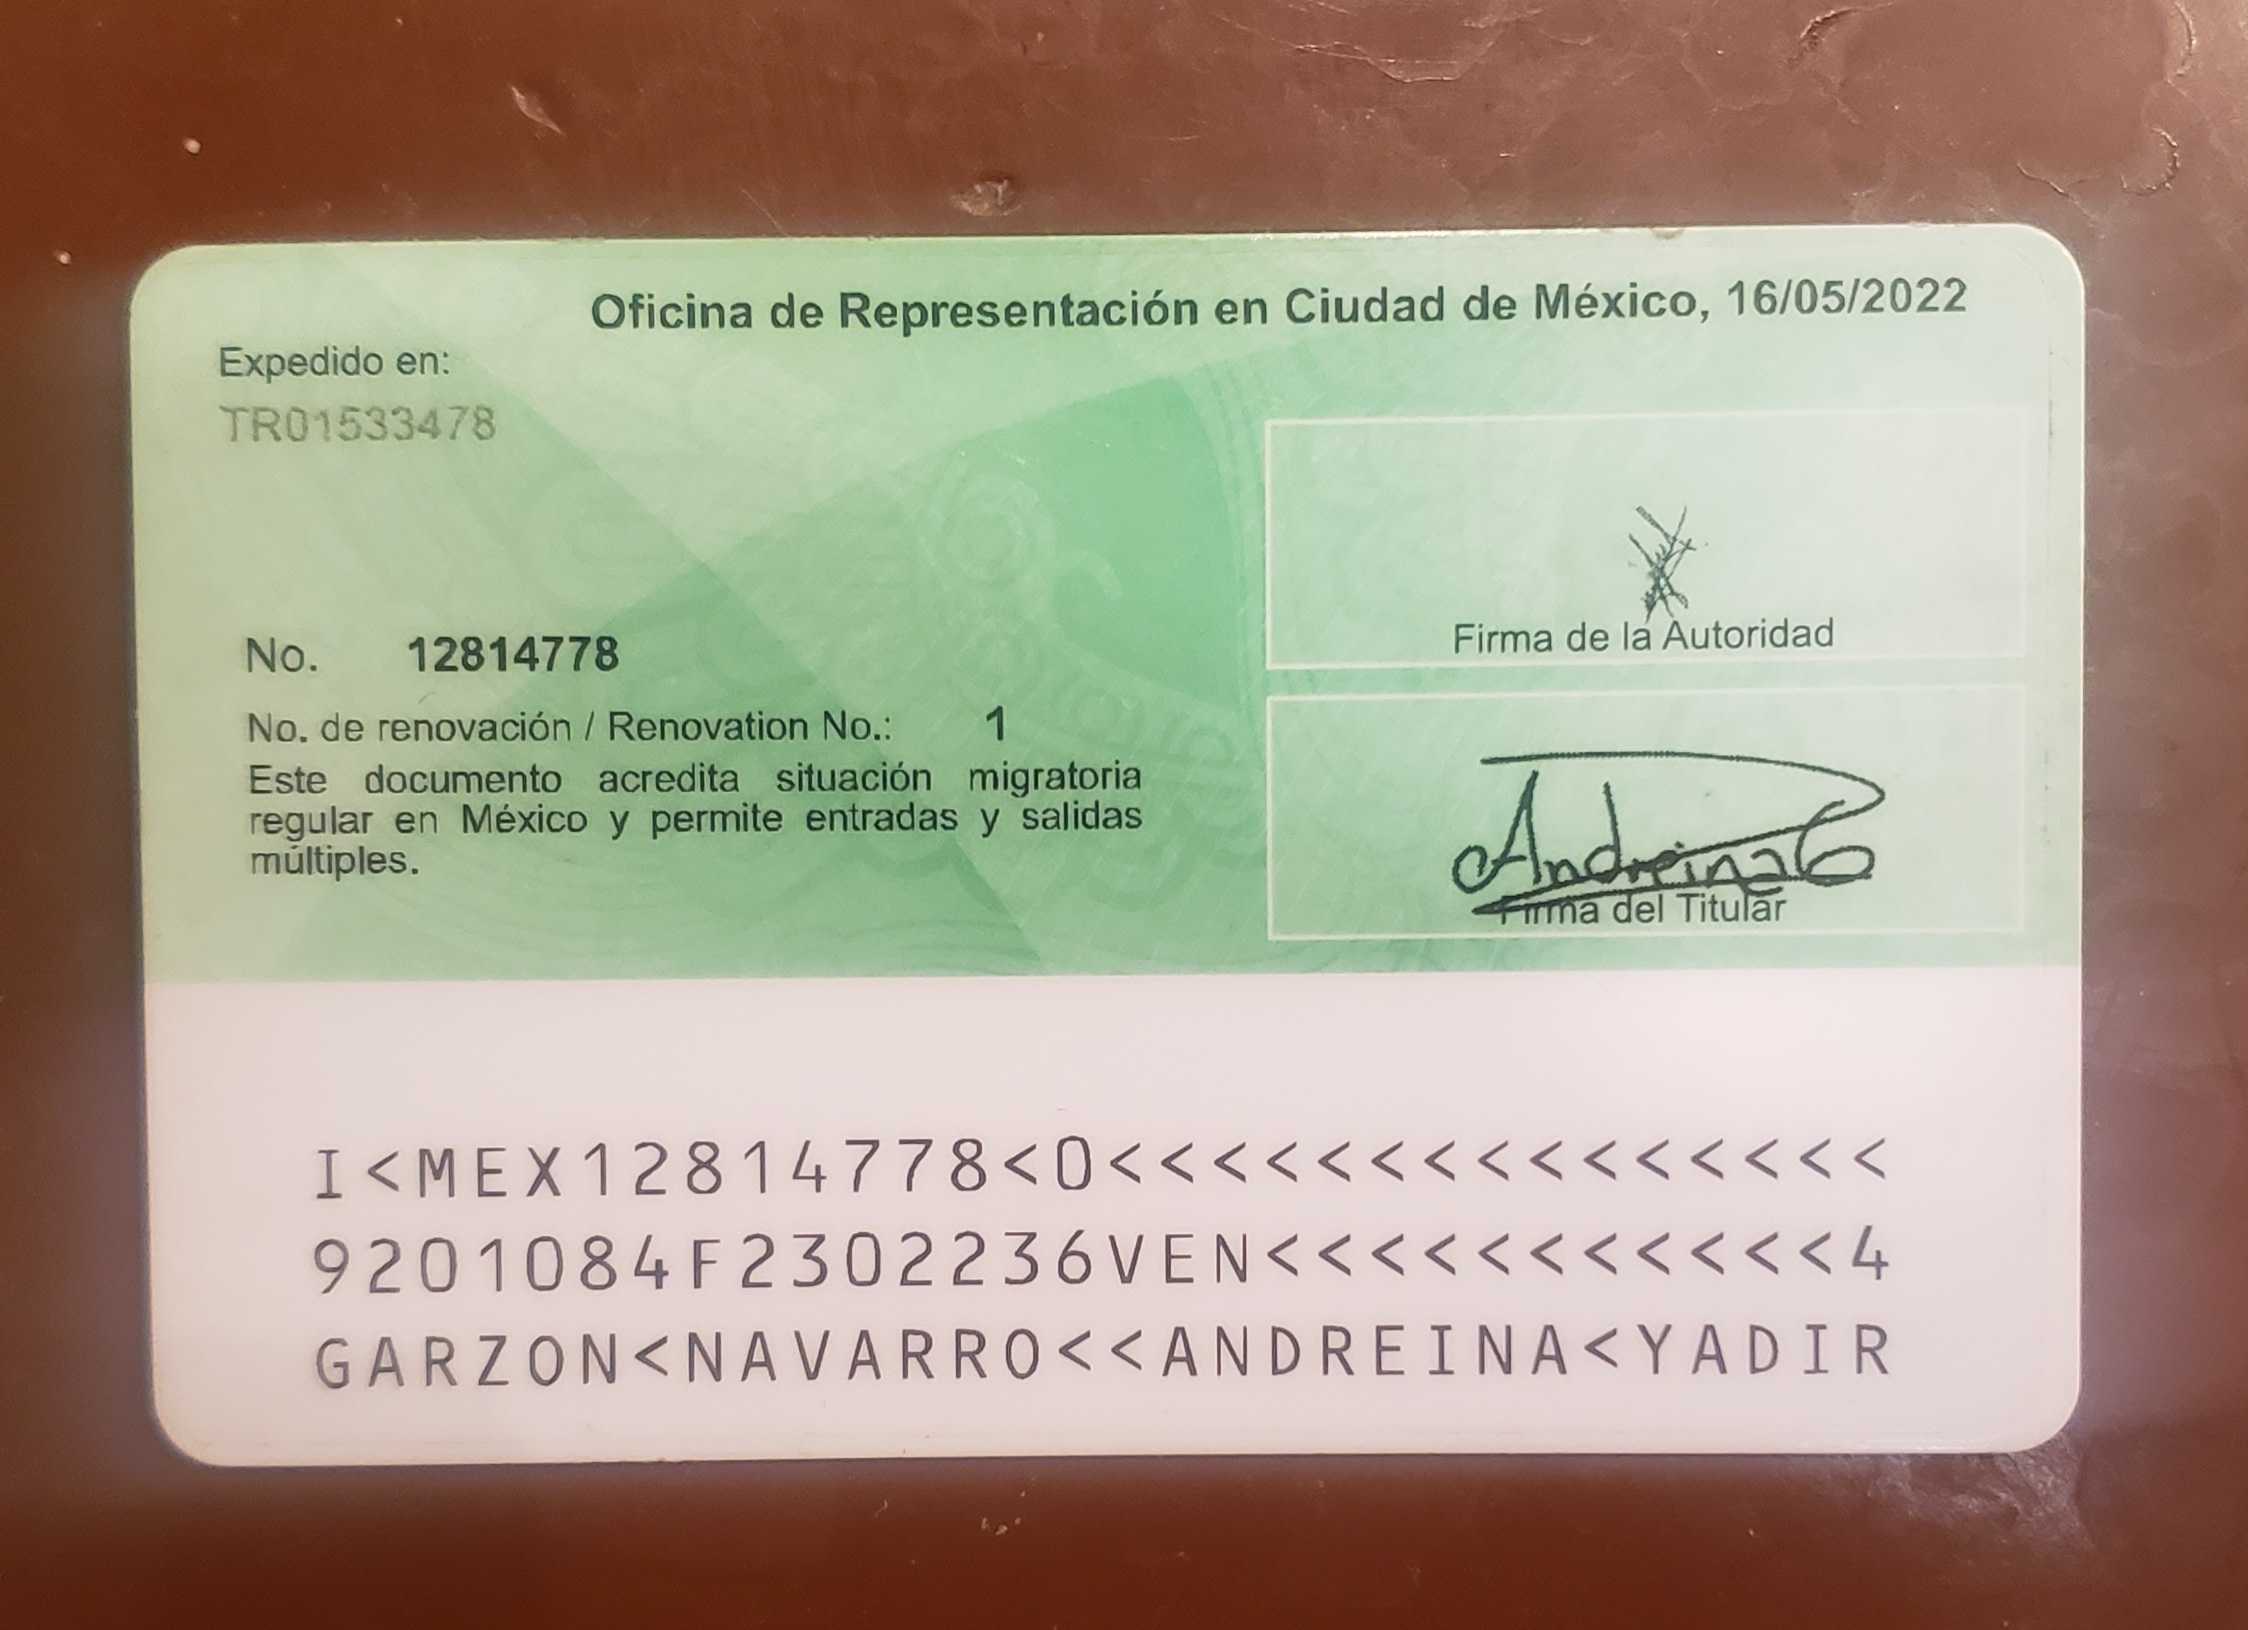 Oficina de Representación en Ciudad de México, 16/05/2022
Expedido en:
TR01533478
No. 12814778
No. de renovación / Renovation No.: 1
Este documento acredita situación migratoria
regular en México y permite entradas y salidas
múltiples.
Firma de la Autoridad
Andreina G
Firma del Titular
I<MEX12814778<0<<<<<<<<<<<<<<<
9201084F2302236VEN<<<<<<<<<<<4
GARZON<NAVARRO<<ANDREINA<YADIR